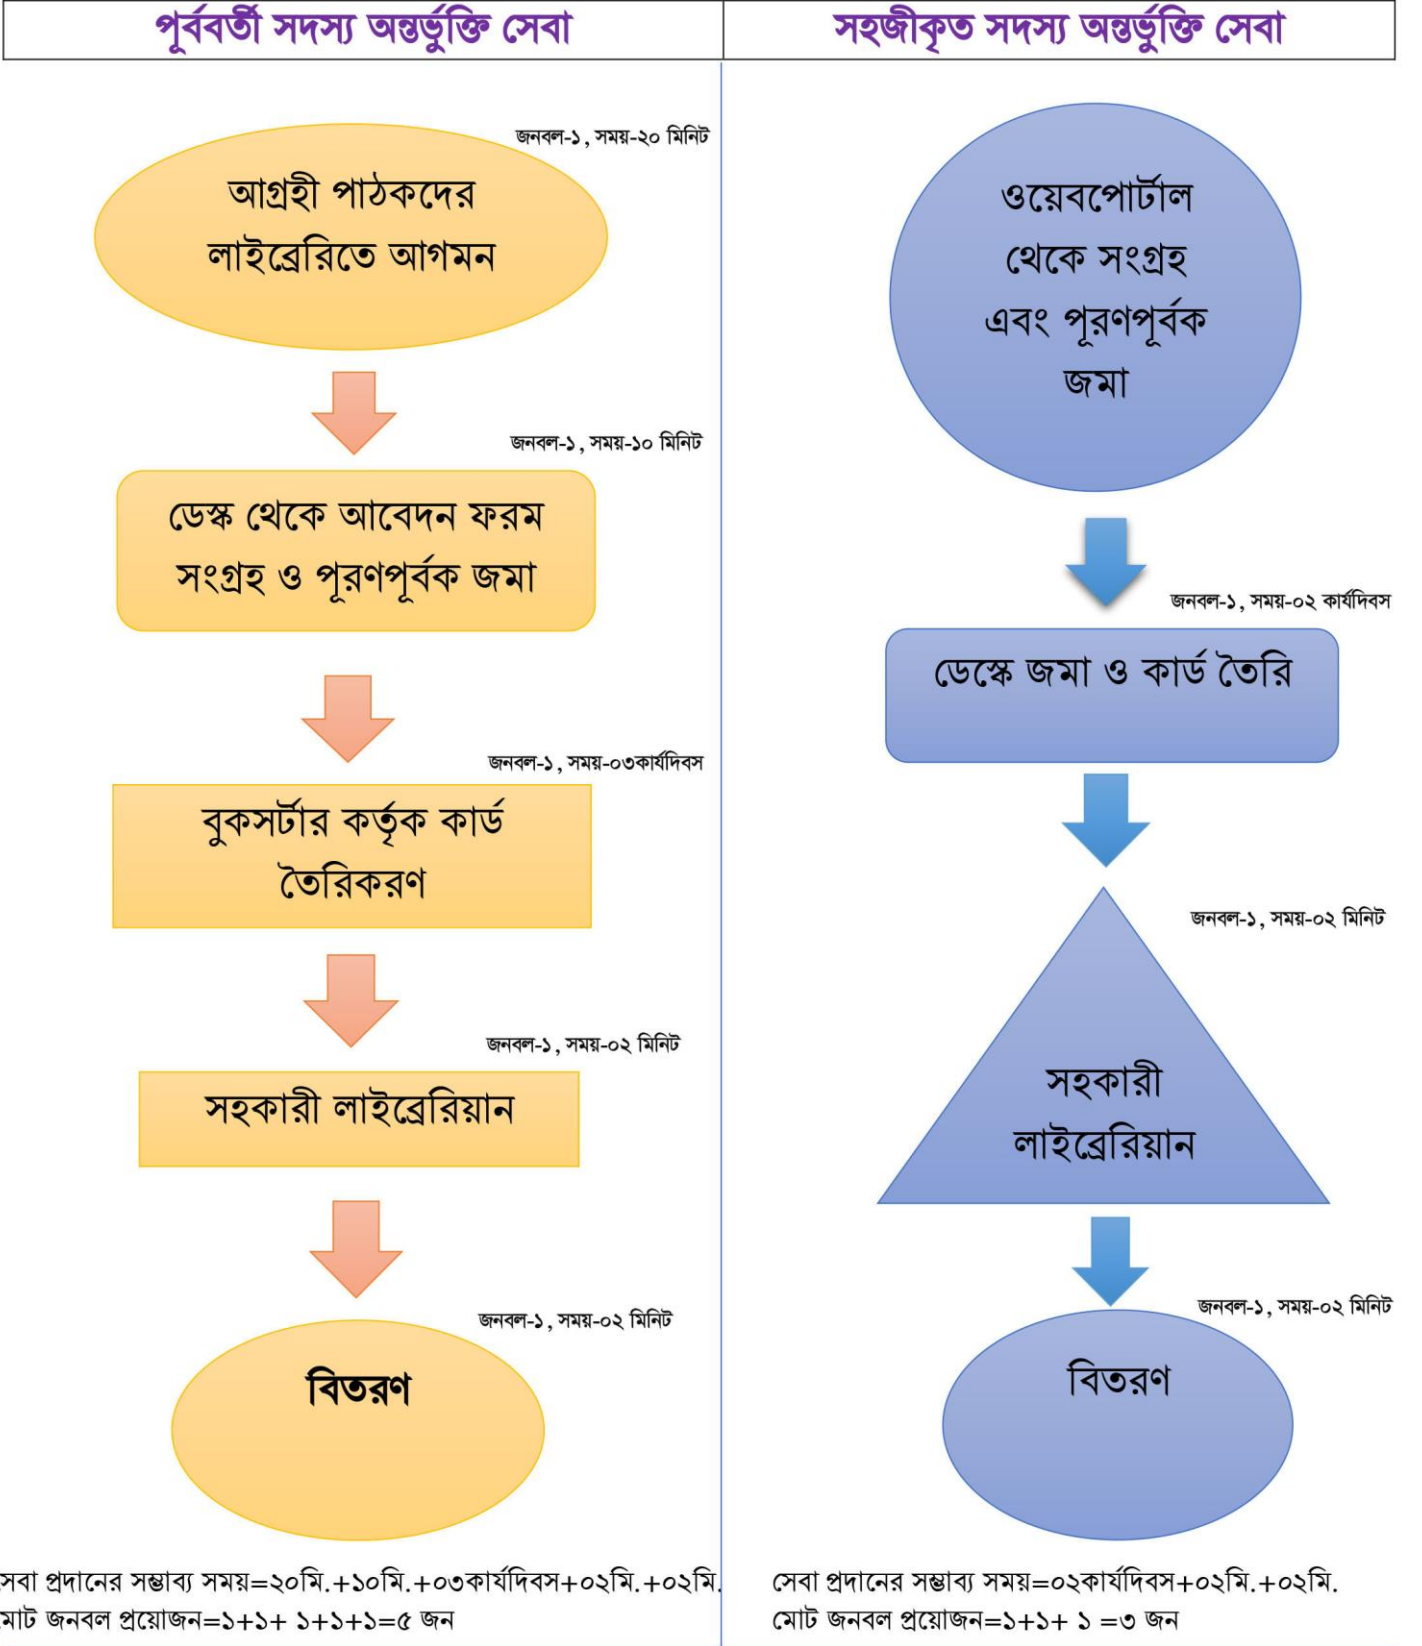 পূর্ববর্তী সদস্য অন্তর্ভুক্তি সেবা
জনবল-১, সময়-২০ মিনিট
আগ্রহী পাঠকদের
লাইব্রেরিতে আগমন
জনবল-১, সময়-১০ মিনিট
ডেস্ক থেকে আবেদন ফরম
সংগ্রহ ও পূরণপূর্বক জমা
জনবল-১, সময়-০৩কার্যদিবস
বুকসর্টার কর্তৃক কার্ড
তৈরিকরণ
জনবল-১, সময়-০২ মিনিট
সহকারী লাইব্রেরিয়ান
জনবল-১, সময়-০২ মিনিট
বিতরণ
সেবা প্রদানের সম্ভাব্য সময়=২০মি.+১০মি.+০৩কার্যদিবস+০২মি.+০২মি.
মোট জনবল প্রয়োজন=১+১+ ১+১+১=৫ জন
সহজীকৃত সদস্য অন্তর্ভুক্তি সেবা
ওয়েবপোর্টাল
থেকে সংগ্রহ
এবং পূরণপূর্বক
জমা
জনবল-১, সময়-০২ কার্যদিবস
ডেস্কে জমা ও কার্ড তৈরি
জনবল-১, সময়-০২ মিনিট
সহকারী
লাইব্রেরিয়ান
জনবল-১, সময়-০২ মিনিট
বিতরণ
সেবা প্রদানের সম্ভাব্য সময়=০২কার্যদিবস+০২মি.+০২মি.
মোট জনবল প্রয়োজন=১+১+ ১ =৩ জন